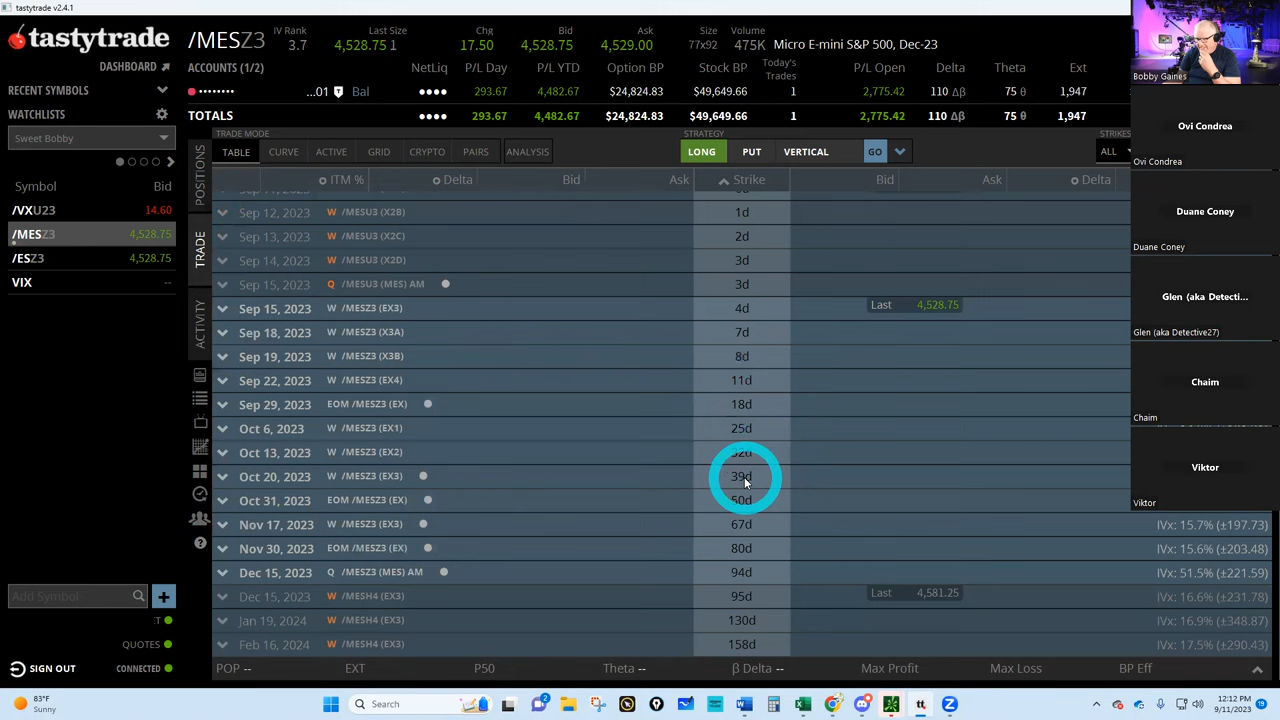 tastytrade v2.4.1
tastytrade
DASHBOARD
/MESZ3
IV Rank
3.7
Last Size
4,528.75 1
Chg
17.50
Bid
4,528.75
Ask
4,529.00
Size
77x92
Volume
475K
Micro E-mini S&P 500, Dec-23
ACCOUNTS (1/2) NetLiq P/L Day P/L YTD Option BP Stock BP Today's Trades P/L Open Delta Theta Ext
...01 Bal 293.67 4,482.67 $24,824.83 $49,649.66 1 2,775.42 110 Δβ 75 θ 1,947
TOTALS 293.67 4,482.67 $24,824.83 $49,649.66 1 2,775.42 110 Δβ 75 θ 1,947
RECENT SYMBOLS
WATCHLISTS
Sweet Bobby
Symbol Bid
/VXU23 14.60
/MESZ3 4,528.75
/ESZ3 4,528.75
VIX --
Add Symbol
QUOTES
SIGN OUT
CONNECTED
POSITIONS
TRADE
ACTIVITY
TRADE MODE
TABLE CURVE ACTIVE GRID CRYPTO PAIRS ANALYSIS
STRATEGY
LONG PUT VERTICAL GO
STRIKES
ALL
ITM % Delta Bid Ask Strike Bid Ask Delta
Sep 12, 2023 W /MESU3 (X2B) 1d
Sep 13, 2023 W /MESU3 (X2C) 2d
Sep 14, 2023 W /MESU3 (X2D) 3d
Sep 15, 2023 Q /MESU3 (MES) AM 3d
Sep 15, 2023 W /MESZ3 (EX3) 4d Last 4,528.75
Sep 18, 2023 W /MESZ3 (X3A) 7d
Sep 19, 2023 W /MESZ3 (X3B) 8d
Sep 22, 2023 W /MESZ3 (EX4) 11d
Sep 29, 2023 EOM /MESZ3 (EX) 18d
Oct 6, 2023 W /MESZ3 (EX1) 25d
Oct 13, 2023 W /MESZ3 (EX2) 32d
Oct 20, 2023 W /MESZ3 (EX3) 39d
Oct 31, 2023 EOM /MESZ3 (EX) 50d
Nov 17, 2023 W /MESZ3 (EX3) 67d IVx: 15.7% (±197.73)
Nov 30, 2023 EOM /MESZ3 (EX) 80d IVx: 15.6% (±203.48)
Dec 15, 2023 Q /MESZ3 (MES) AM 94d IVx: 51.5% (±221.59)
Dec 15, 2023 W /MESH4 (EX3) 95d Last 4,581.25 IVx: 16.6% (±231.78)
Jan 19, 2024 W /MESH4 (EX3) 130d IVx: 16.9% (±348.87)
Feb 16, 2024 W /MESH4 (EX3) 158d IVx: 17.5% (±290.43)
POP -- EXT P50 Theta -- β Delta -- Max Profit Max Loss BP Eff
Bobby Gaines
Ovi Condrea
Ovi Condrea
Duane Coney
Duane Coney
Glen (aka Detecti...
Glen (aka Detective27)
Chaim
Chaim
Viktor
Viktor
83°F
Sunny
Search
2
12:12 PM
9/11/2023
19